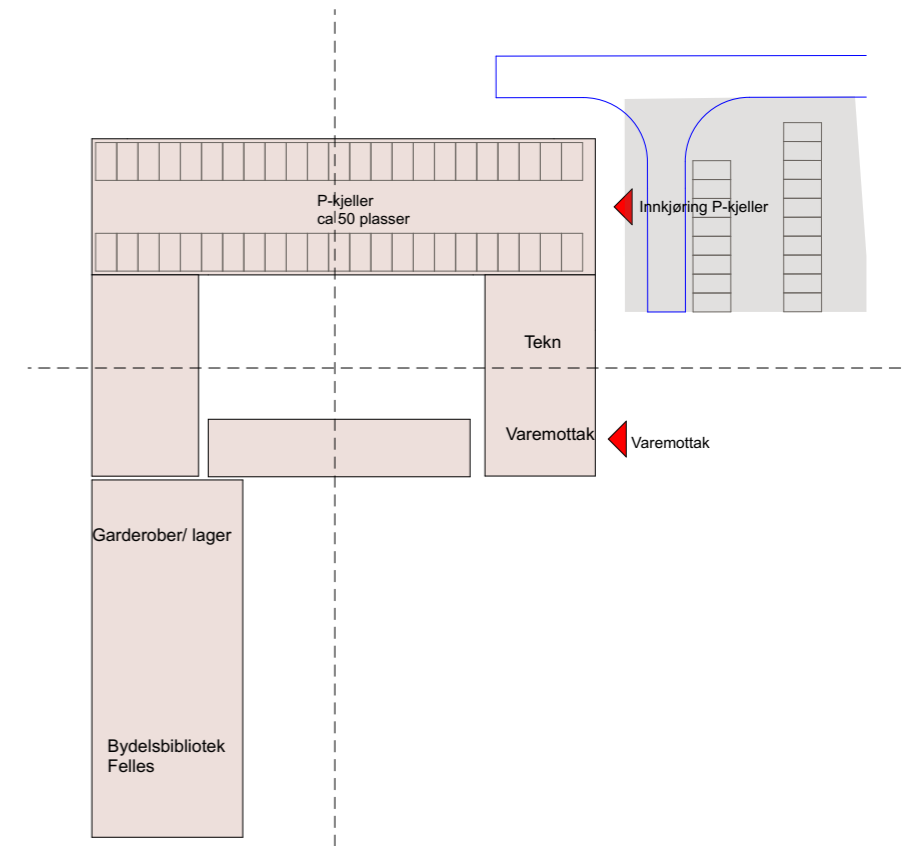 P-kjeller
ca 50 plasser
Innkjøring P-kjeller
Tekn
Varemottak
Varemottak
Garderober/ lager
Bydelsbibliotek
Felles